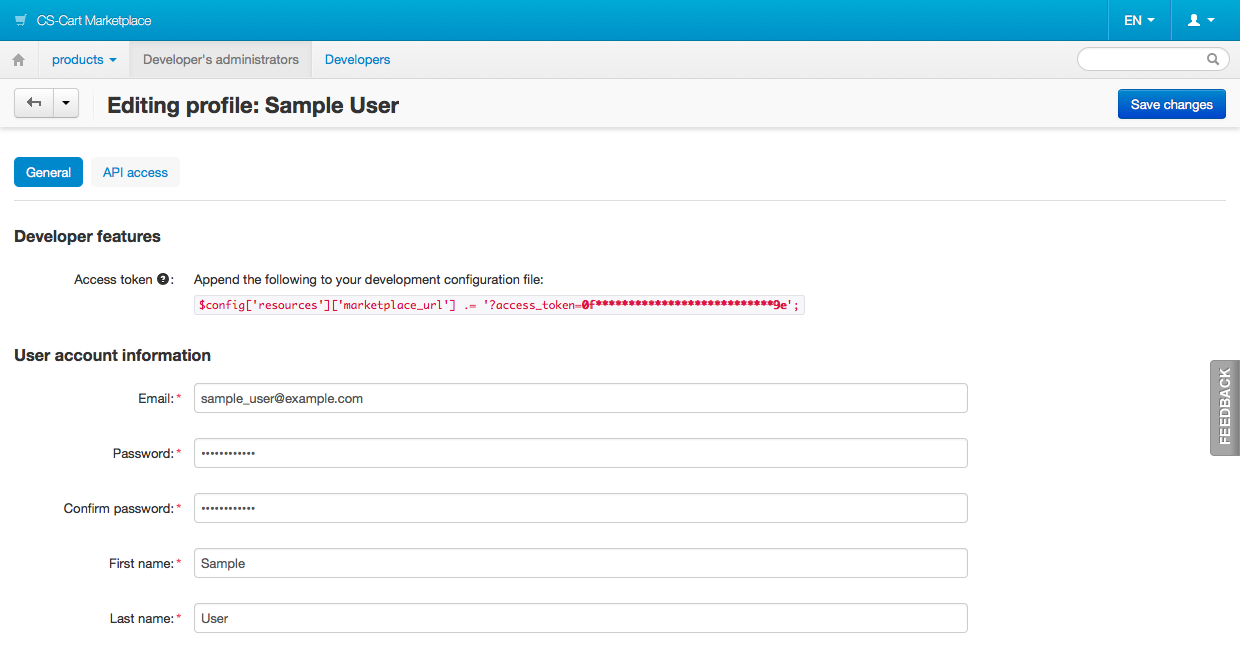 CS-Cart Marketplace
EN
products
Developer's administrators
Developers
Editing profile: Sample User
Save changes
General
API access
Developer features
Access token ?:
Append the following to your development configuration file:
$config['resources']['marketplace_url'] .= '?access_token=0f****************************9e';
User account information
Email:*
sample_user@example.com
Password:*
••••••••••••
Confirm password:*
••••••••••••
First name:*
Sample
Last name:*
User
FEEDBACK